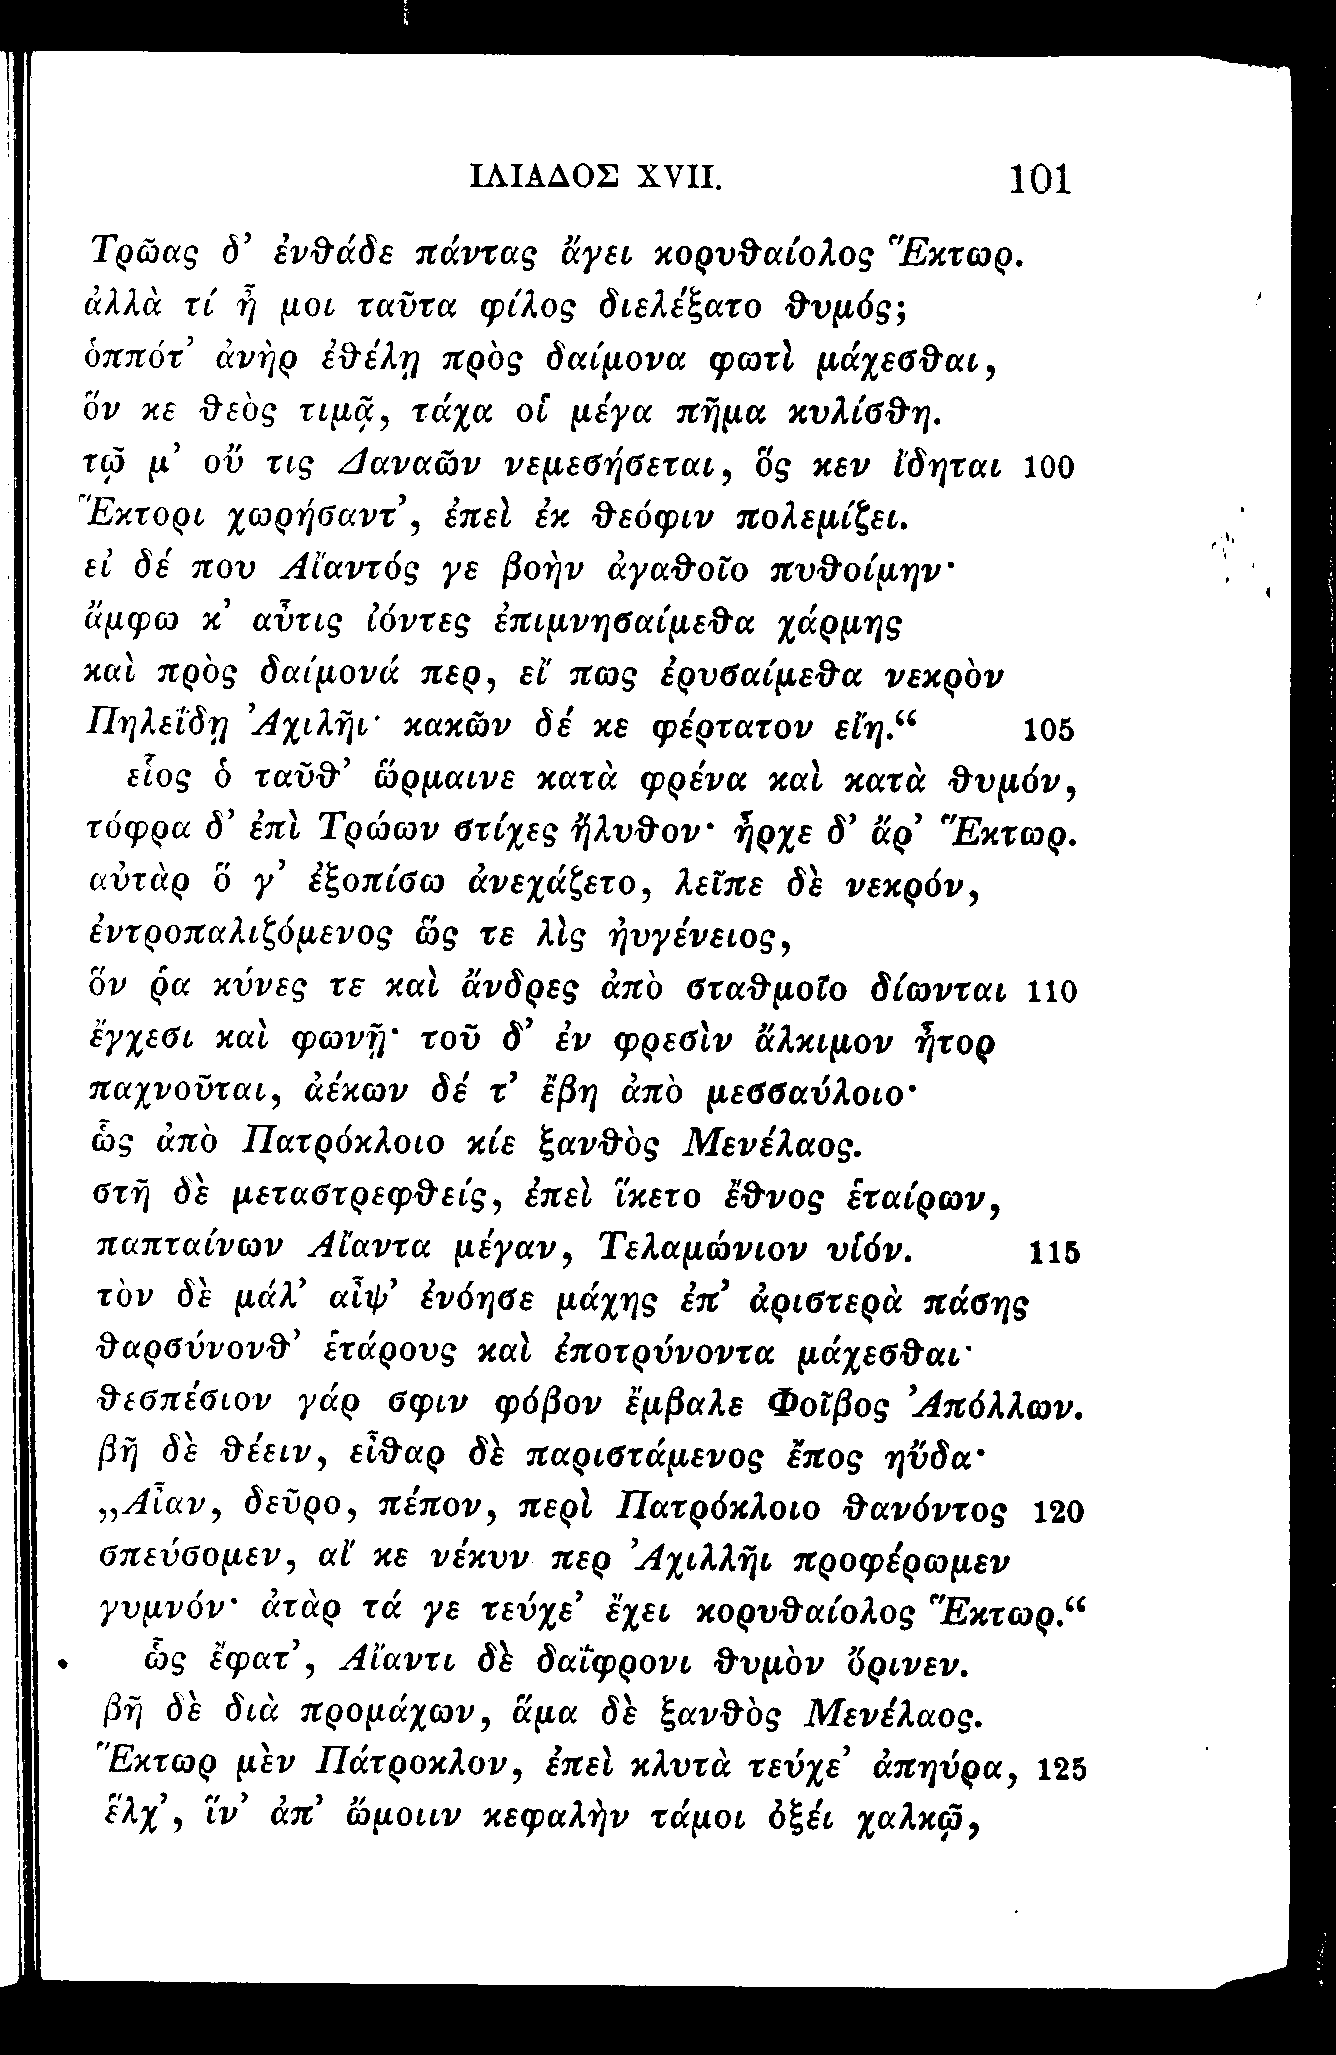 ΙΛΙΑΔΟΣ XVII. 101
Τρῶας δ’ ἐνθάδε πάντας ἄγει κορυθαίολος Ἕκτωρ.
ἀλλὰ τί ἦ μοι ταῦτα φίλος διελέξατο θυμός;
ὁππότ’ ἀνὴρ ἐθέλῃ πρὸς δαίμονα φωτὶ μάχεσθαι,
ὅν κε θεὸς τιμᾷ, τάχα οἱ μέγα πῆμα κυλίσθη.
τῷ μ’ οὔ τις Δαναῶν νεμεσήσεται, ὅς κεν ἴδηται 100
Ἕκτορι χωρήσαντ’, ἐπεὶ ἐκ θεόφιν πολεμίζει.
εἰ δέ που Αἴαντός γε βοὴν ἀγαθοῖο πυθοίμην·
ἄμφω κ’ αὖτις ἰόντες ἐπιμνησαίμεθα χάρμης
καὶ πρὸς δαίμονά περ, εἴ πως ἐρυσαίμεθα νεκρὸν
Πηλεΐδῃ Ἀχιλῆι· κακῶν δέ κε φέρτατον εἴη.“ 105
εἷος ὁ ταῦθ’ ὥρμαινε κατὰ φρένα καὶ κατὰ θυμόν,
τόφρα δ’ ἐπὶ Τρώων στίχες ἤλυθον· ἦρχε δ’ ἄρ’ Ἕκτωρ.
αὐτὰρ ὅ γ’ ἐξοπίσω ἀνεχάζετο, λεῖπε δὲ νεκρόν,
ἐντροπαλιζόμενος ὥς τε λὶς ἠυγένειος,
ὅν ῥα κύνες τε καὶ ἄνδρες ἀπὸ σταθμοῖο δίωνται 110
ἔγχεσι καὶ φωνῇ· τοῦ δ’ ἐν φρεσὶν ἄλκιμον ἦτορ
παχνοῦται, ἀέκων δέ τ’ ἔβη ἀπὸ μεσσαύλοιο·
ὣς ἀπὸ Πατρόκλοιο κίε ξανθὸς Μενέλαος.
στῆ δὲ μεταστρεφθείς, ἐπεὶ ἵκετο ἔθνος ἑταίρων,
παπταίνων Αἴαντα μέγαν, Τελαμώνιον υἱόν. 115
τὸν δὲ μάλ’ αἶψ’ ἐνόησε μάχης ἐπ’ ἀριστερὰ πάσης
θαρσύνονθ’ ἑτάρους καὶ ἐποτρύνοντα μάχεσθαι·
θεσπέσιον γάρ σφιν φόβον ἔμβαλε Φοῖβος Ἀπόλλων.
βῆ δὲ θέειν, εἶθαρ δὲ παριστάμενος ἔπος ηὔδα·
„Αἶαν, δεῦρο, πέπον, περὶ Πατρόκλοιο θανόντος 120
σπεύσομεν, αἴ κε νέκυν περ Ἀχιλλῆι προφέρωμεν
γυμνόν· ἀτὰρ τά γε τεύχε’ ἔχει κορυθαίολος Ἕκτωρ.“
ὣς ἔφατ’, Αἴαντι δὲ δαΐφρονι θυμὸν ὄρινεν.
βῆ δὲ διὰ προμάχων, ἅμα δὲ ξανθὸς Μενέλαος.
Ἕκτωρ μὲν Πάτροκλον, ἐπεὶ κλυτὰ τεύχε’ ἀπηύρα, 125
ἕλχ’, ἵν’ ἀπ’ ὤμοιιν κεφαλὴν τάμοι ὀξέι χαλκῷ,